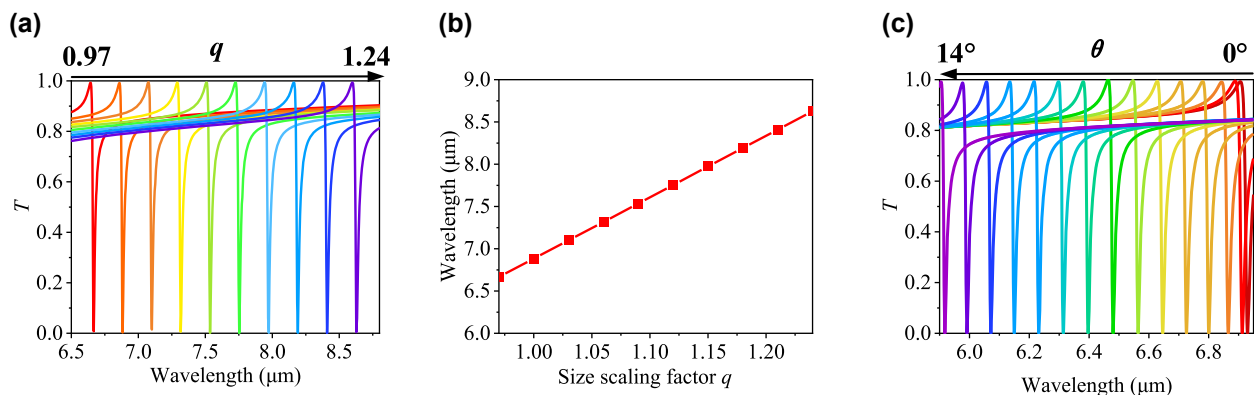 (a)
0.97 q 1.24
1.0
0.8
0.6
0.4
0.2
0.0
T
6.5 7.0 7.5 8.0 8.5
Wavelength (μm)
(b)
9.0
8.5
8.0
7.5
7.0
6.5
6.0
Wavelength (μm)
1.00 1.05 1.10 1.15 1.20
Size scaling factor q
(c)
14° θ 0°
1.0
0.8
0.6
0.4
0.2
0.0
T
6.0 6.2 6.4 6.6 6.8
Wavelength (μm)